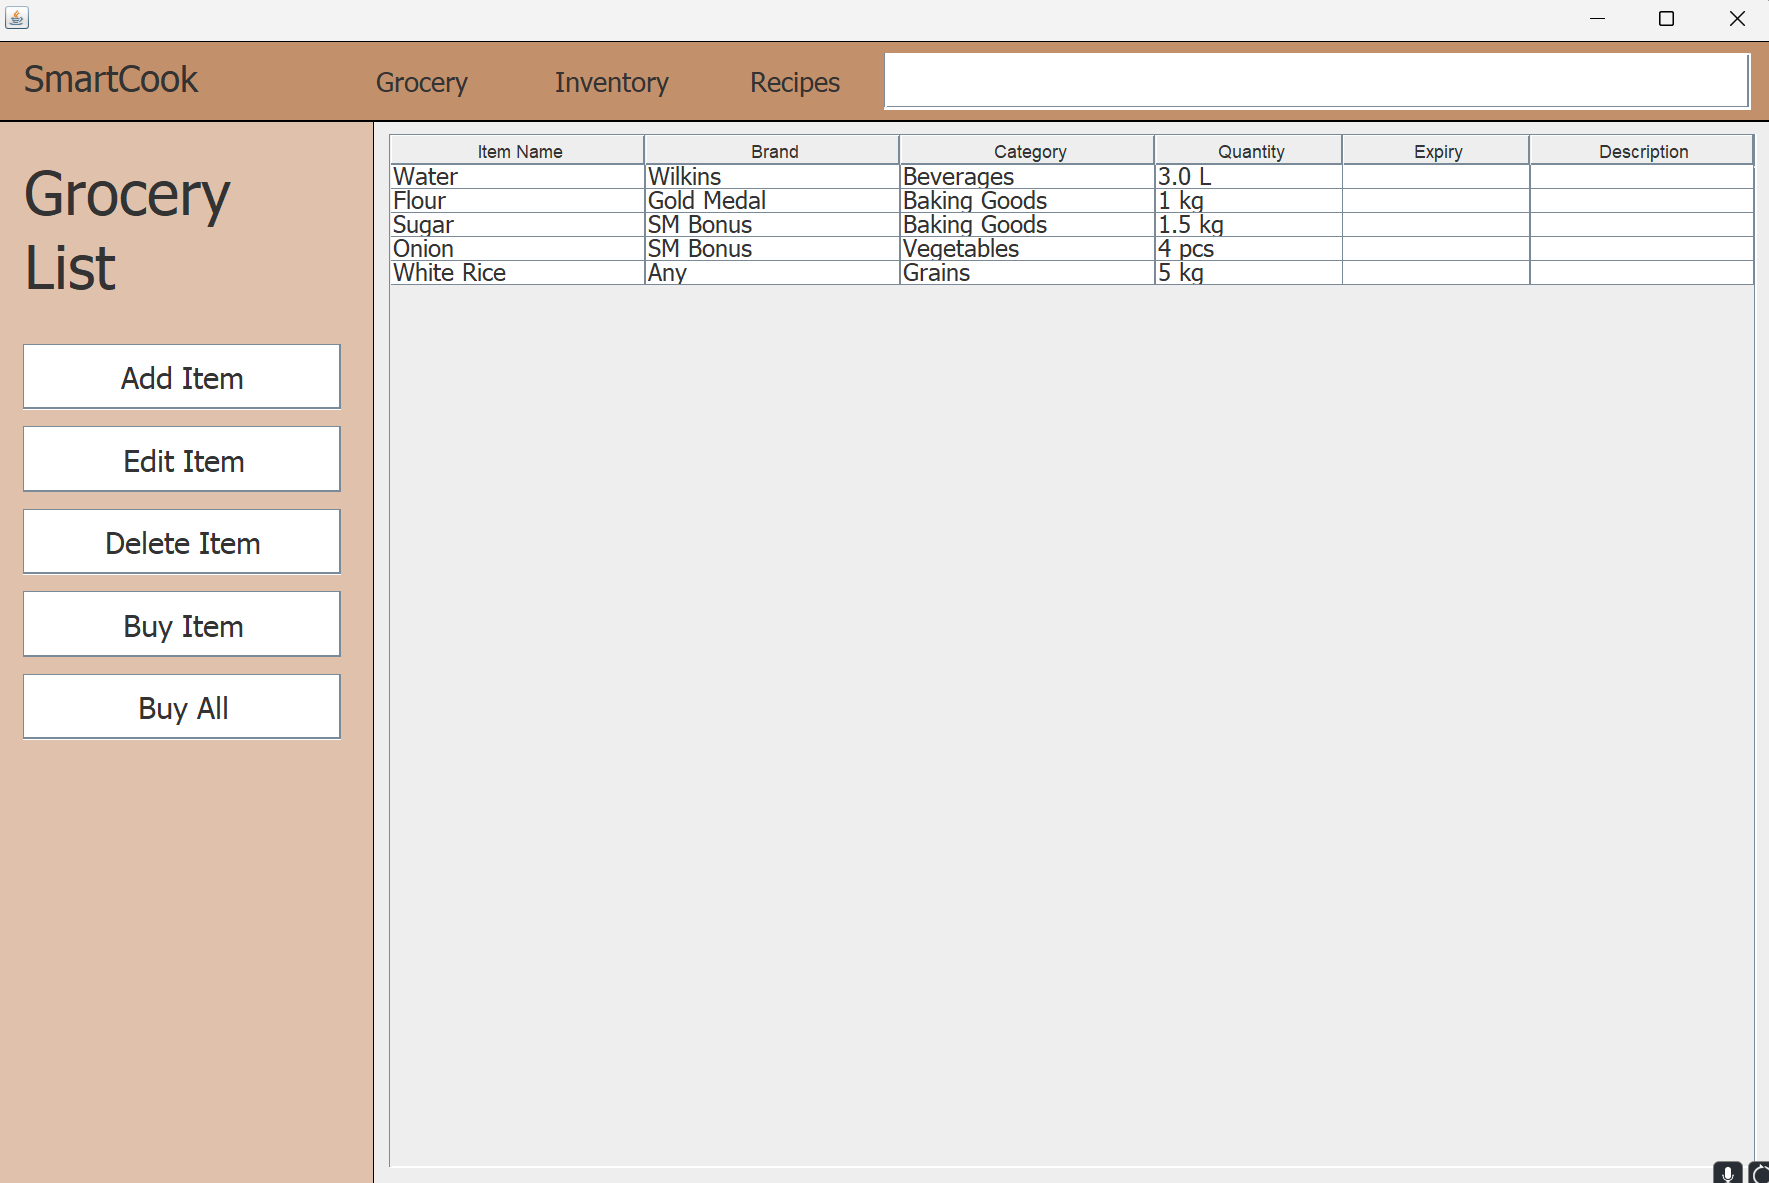 SmartCook Grocery Inventory Recipes
Grocery
List
Add Item
Edit Item
Delete Item
Buy Item
Buy All
Item Name Brand Category Quantity Expiry Description
Water Wilkins Beverages 3.0 L
Flour Gold Medal Baking Goods 1 kg
Sugar SM Bonus Baking Goods 1.5 kg
Onion SM Bonus Vegetables 4 pcs
White Rice Any Grains 5 kg